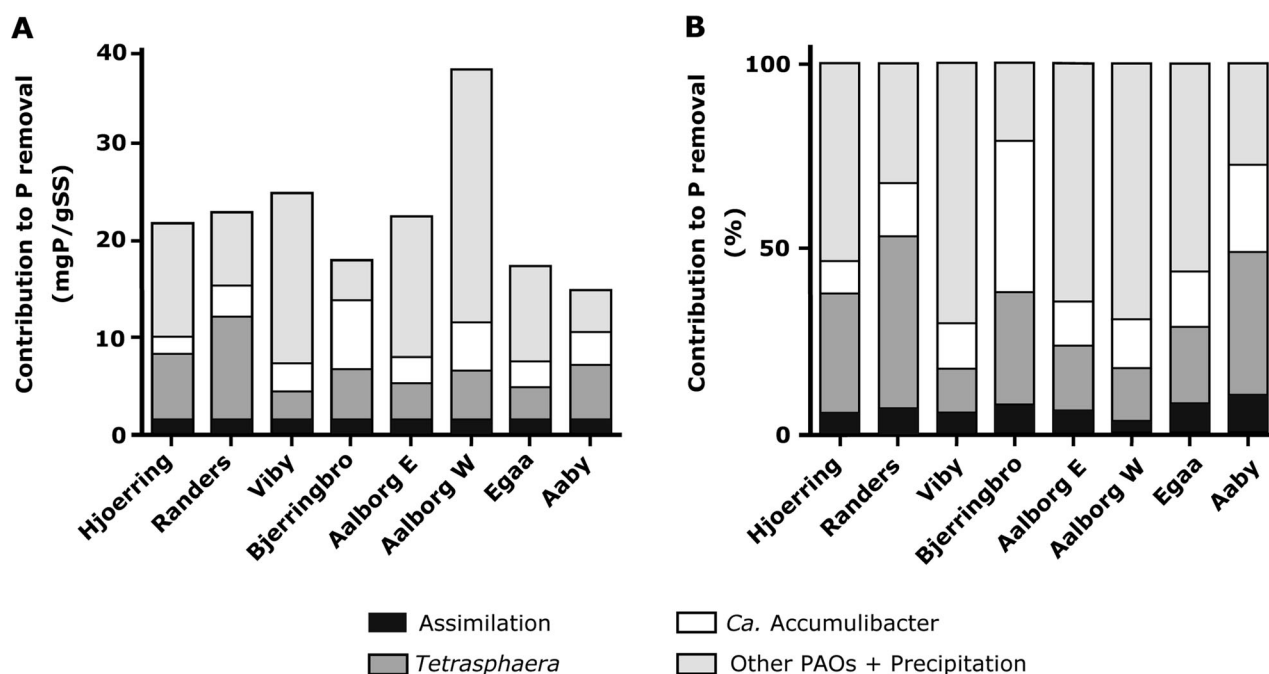 A
Contribution to P removal
(mgP/gSS)
40
30
20
10
0
Hjoerring
Randers
Viby
Bjerringbro
Aalborg E
Aalborg W
Egaa
Aaby
B
Contribution to P removal
(%)
100
50
0
Hjoerring
Randers
Viby
Bjerringbro
Aalborg E
Aalborg W
Egaa
Aaby
Assimilation
Ca. Accumulibacter
Tetrasphaera
Other PAOs + Precipitation